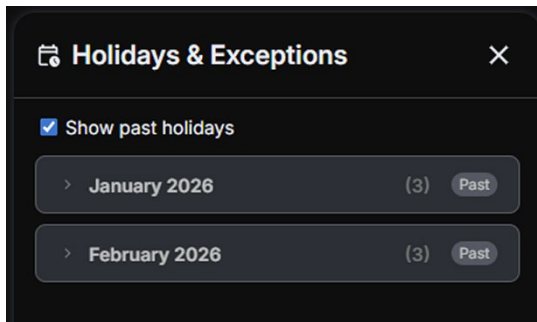 Holidays & Exceptions
Show past holidays
January 2026 (3) Past
February 2026 (3) Past